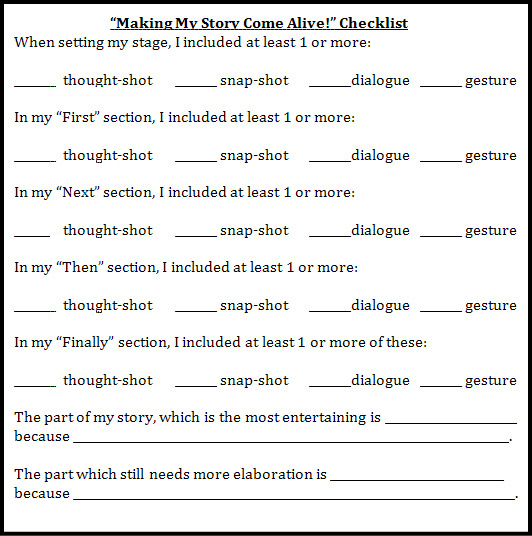 “Making My Story Come Alive!” Checklist
When setting my stage, I included at least 1 or more:
______ thought-shot ______ snap-shot ______dialogue ______ gesture
In my “First” section, I included at least 1 or more:
______ thought-shot ______ snap-shot ______dialogue ______ gesture
In my “Next” section, I included at least 1 or more:
_____ thought-shot ______ snap-shot ______dialogue ______ gesture
In my “Then” section, I included at least 1 or more:
______ thought-shot ______ snap-shot ______dialogue ______ gesture
In my “Finally” section, I included at least 1 or more of these:
______ thought-shot ______ snap-shot ______dialogue ______ gesture
The part of my story, which is the most entertaining is ___________________
because _______________________________________________________________.
The part which still needs more elaboration is _________________________
because ________________________________________________________________.